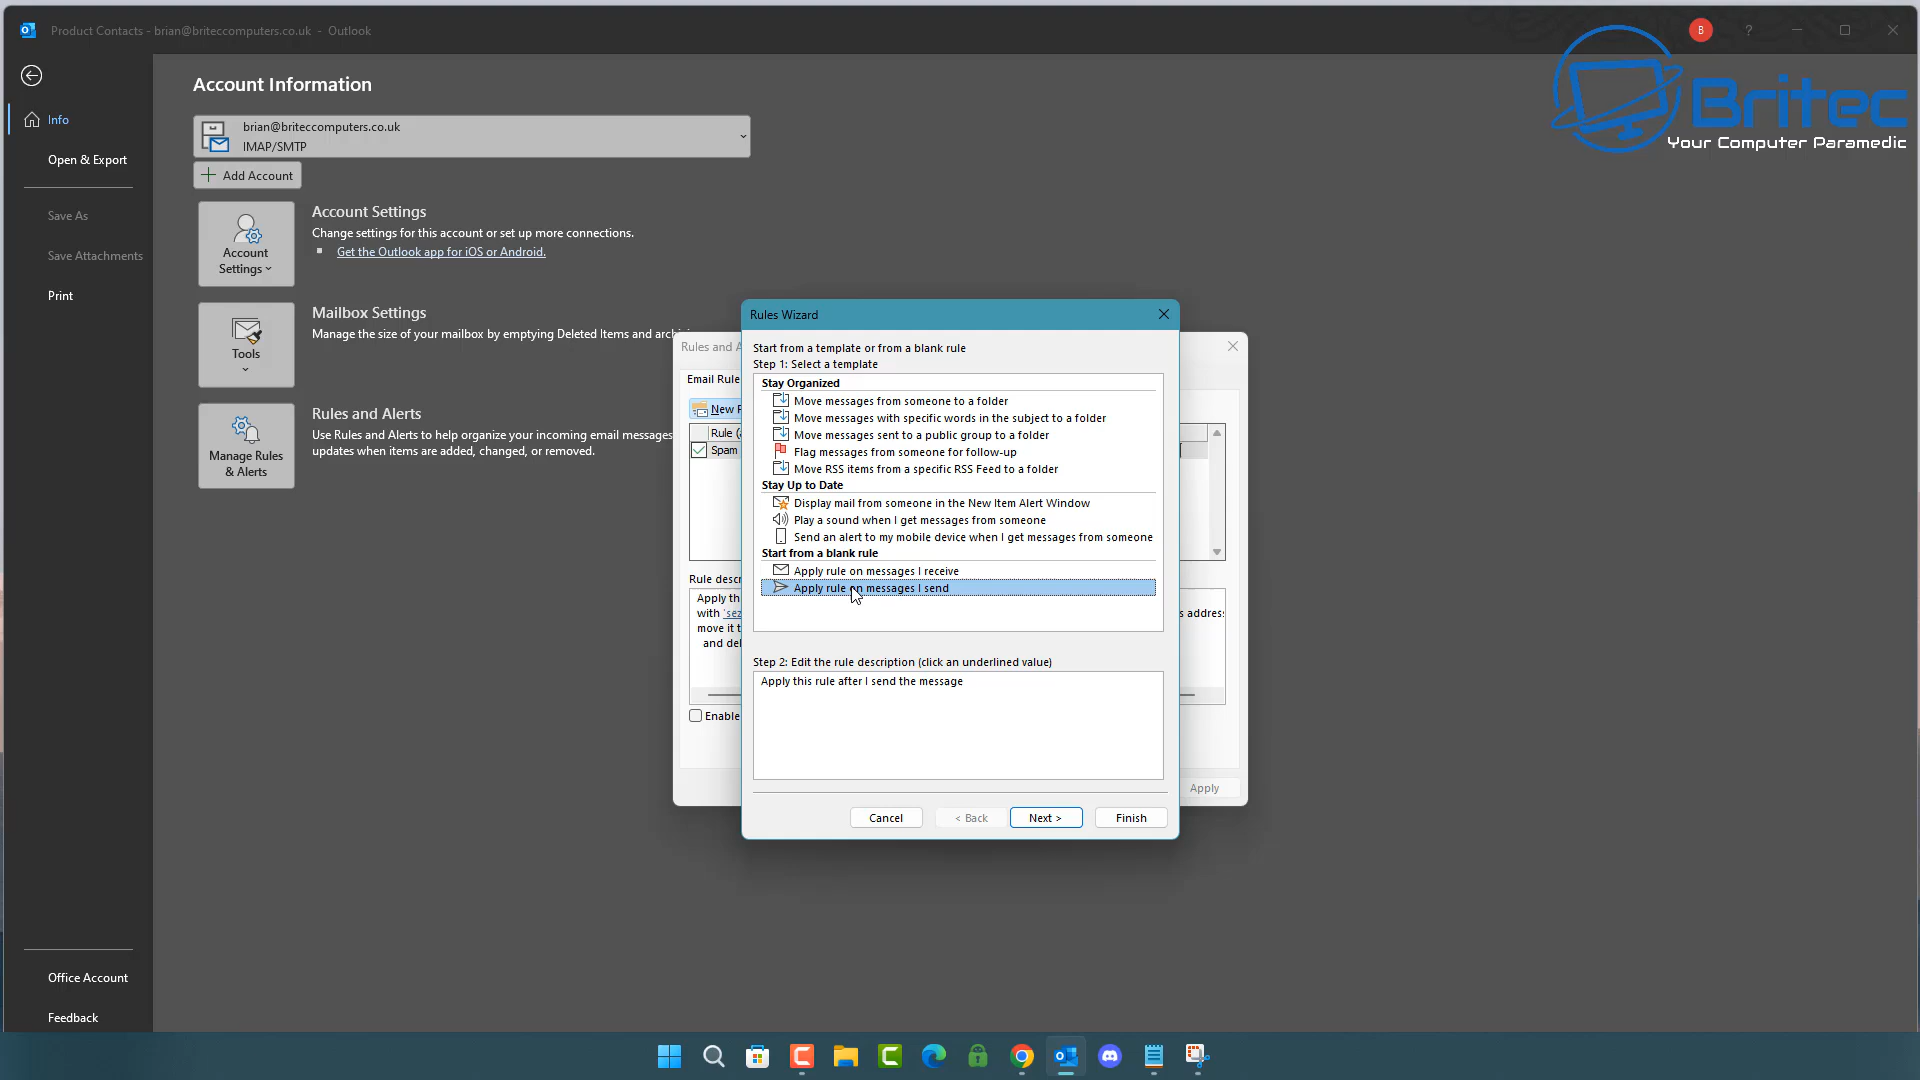 Product Contacts - brian@briteccomputers.co.uk - Outlook
B
?
Britec
Your Computer Paramedic
Info
Open & Export
Save As
Save Attachments
Print
Office Account
Feedback
Account Information
brian@briteccomputers.co.uk
IMAP/SMTP
Add Account
Account Settings
Account Settings
Change settings for this account or set up more connections.
Get the Outlook app for iOS or Android.
Tools
Mailbox Settings
Manage the size of your mailbox by emptying Deleted Items and
Manage Rules
& Alerts
Rules and Alerts
Use Rules and Alerts to help organize your incoming email messages
updates when items are added, changed, or removed.
Rules and A
Email Rule
New
Rule (a
Spam
Rule descr
Apply th
with 'sez
move it t
and del
s address
Enable
Apply
Rules Wizard
Start from a template or from a blank rule
Step 1: Select a template
Stay Organized
Move messages from someone to a folder
Move messages with specific words in the subject to a folder
Move messages sent to a public group to a folder
Flag messages from someone for follow-up
Move RSS items from a specific RSS Feed to a folder
Stay Up to Date
Display mail from someone in the New Item Alert Window
Play a sound when I get messages from someone
Send an alert to my mobile device when I get messages from someone
Start from a blank rule
Apply rule on messages I receive
Apply rule on messages I send
Step 2: Edit the rule description (click an underlined value)
Apply this rule after I send the message
Cancel
< Back
Next >
Finish